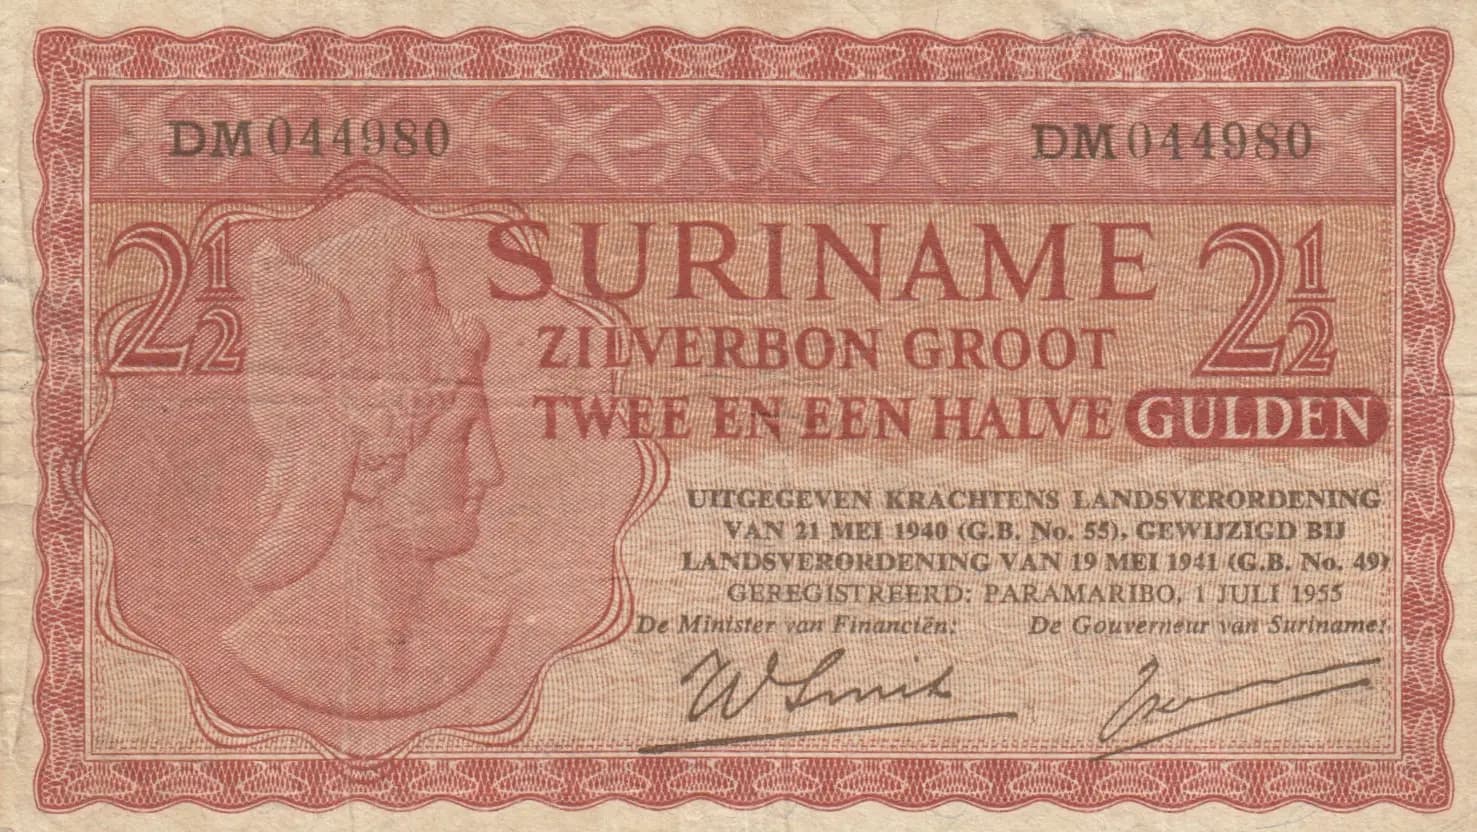 DM 044980 DM 044980
2½ SURINAME 2½
ZILVERBON GROOT
TWEE EN EEN HALVE GULDEN
UITGEGEVEN KRACHTENS LANDSVERORDENING
VAN 21 MEI 1940 (G.B. No. 55), GEWIJZIGD BIJ
LANDSVERORDENING VAN 19 MEI 1941 (G.B. No. 49)
GEREGISTREERD: PARAMARIBO, 1 JULI 1955
De Minister van Financiën: De Gouverneur van Suriname:
W Smit